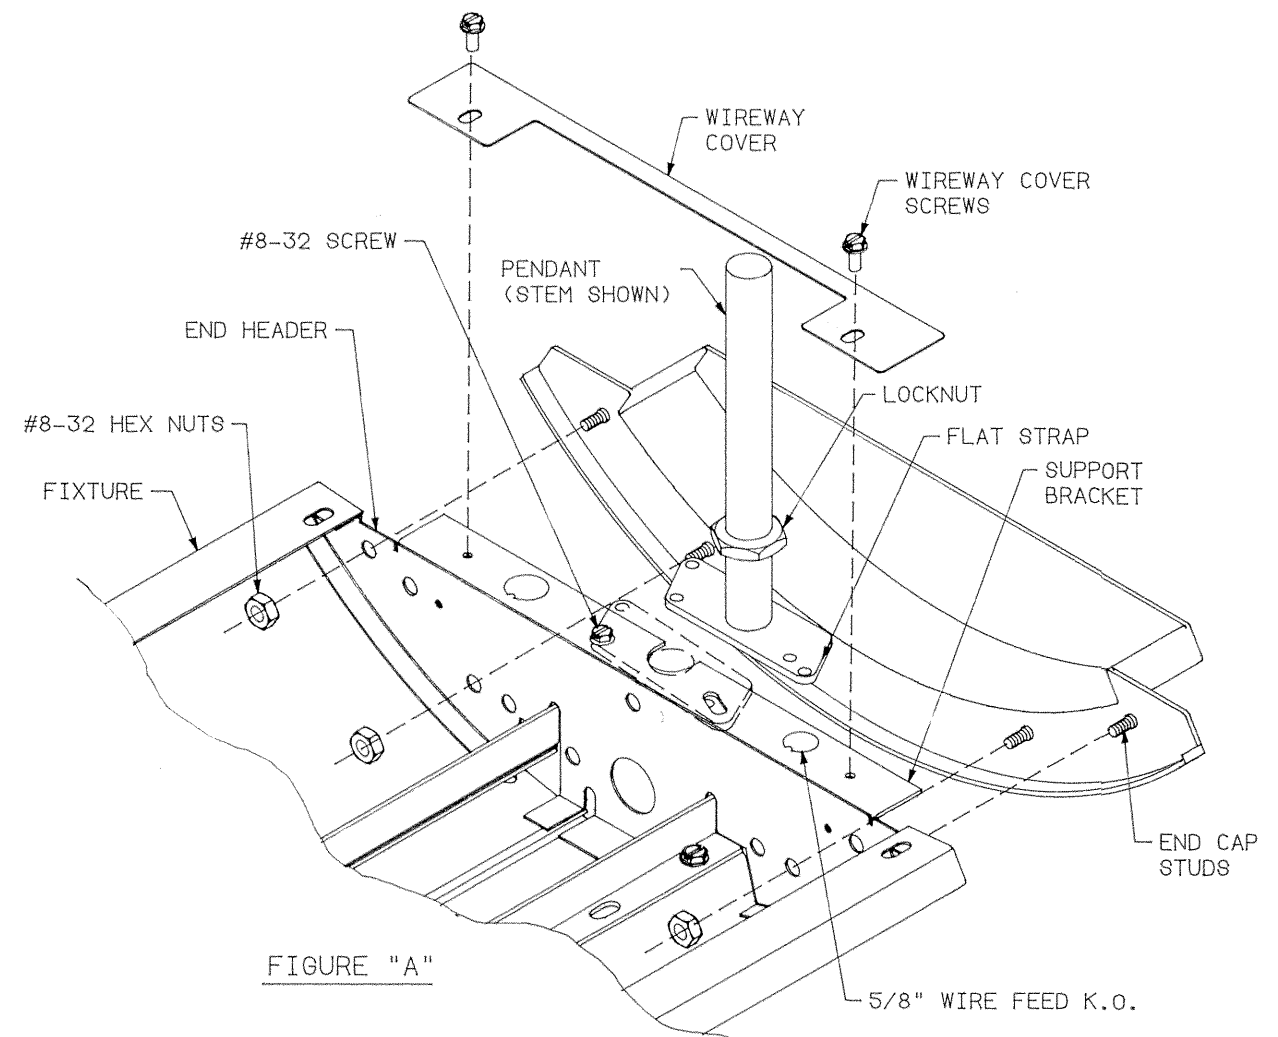 WIREWAY
COVER
WIREWAY COVER
SCREWS
#8-32 SCREW
PENDANT
(STEM SHOWN)
END HEADER
LOCKNUT
#8-32 HEX NUTS
FLAT STRAP
SUPPORT
BRACKET
FIXTURE
END CAP
STUDS
FIGURE "A"
5/8" WIRE FEED K.O.